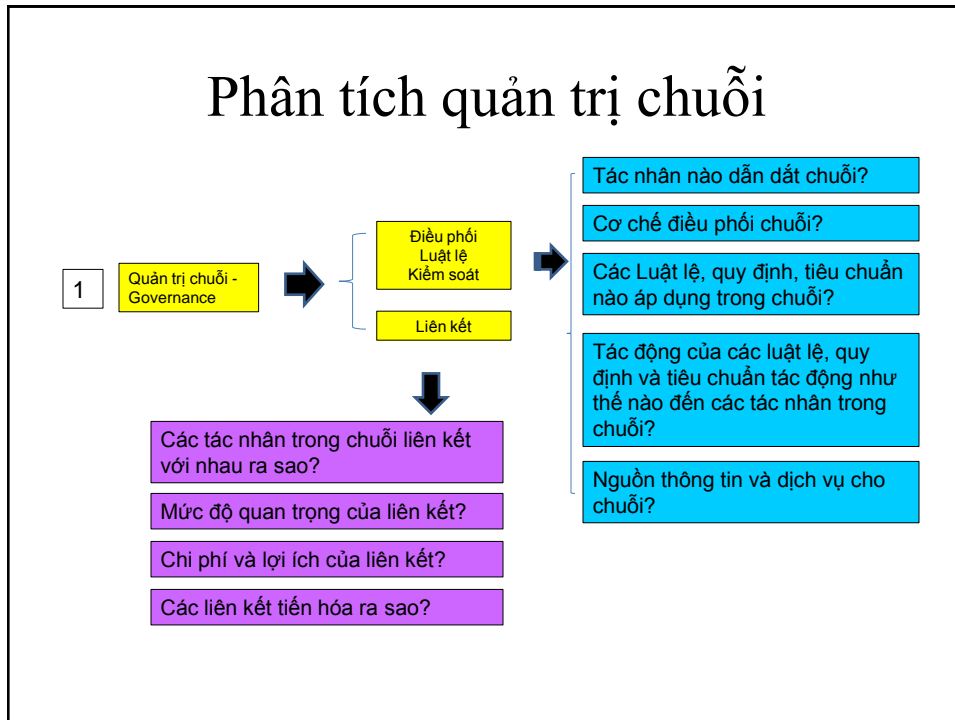 Phân tích quản trị chuỗi
1
Quản trị chuỗi -
Governance
Điều phối
Luật lệ
Kiểm soát
Liên kết
Tác nhân nào dẫn dắt chuỗi?
Cơ chế điều phối chuỗi?
Các Luật lệ, quy định, tiêu chuẩn
nào áp dụng trong chuỗi?
Tác động của các luật lệ, quy
định và tiêu chuẩn tác động như
thế nào đến các tác nhân trong
chuỗi?
Nguồn thông tin và dịch vụ cho
chuỗi?
Các tác nhân trong chuỗi liên kết
với nhau ra sao?
Mức độ quan trọng của liên kết?
Chi phí và lợi ích của liên kết?
Các liên kết tiến hóa ra sao?